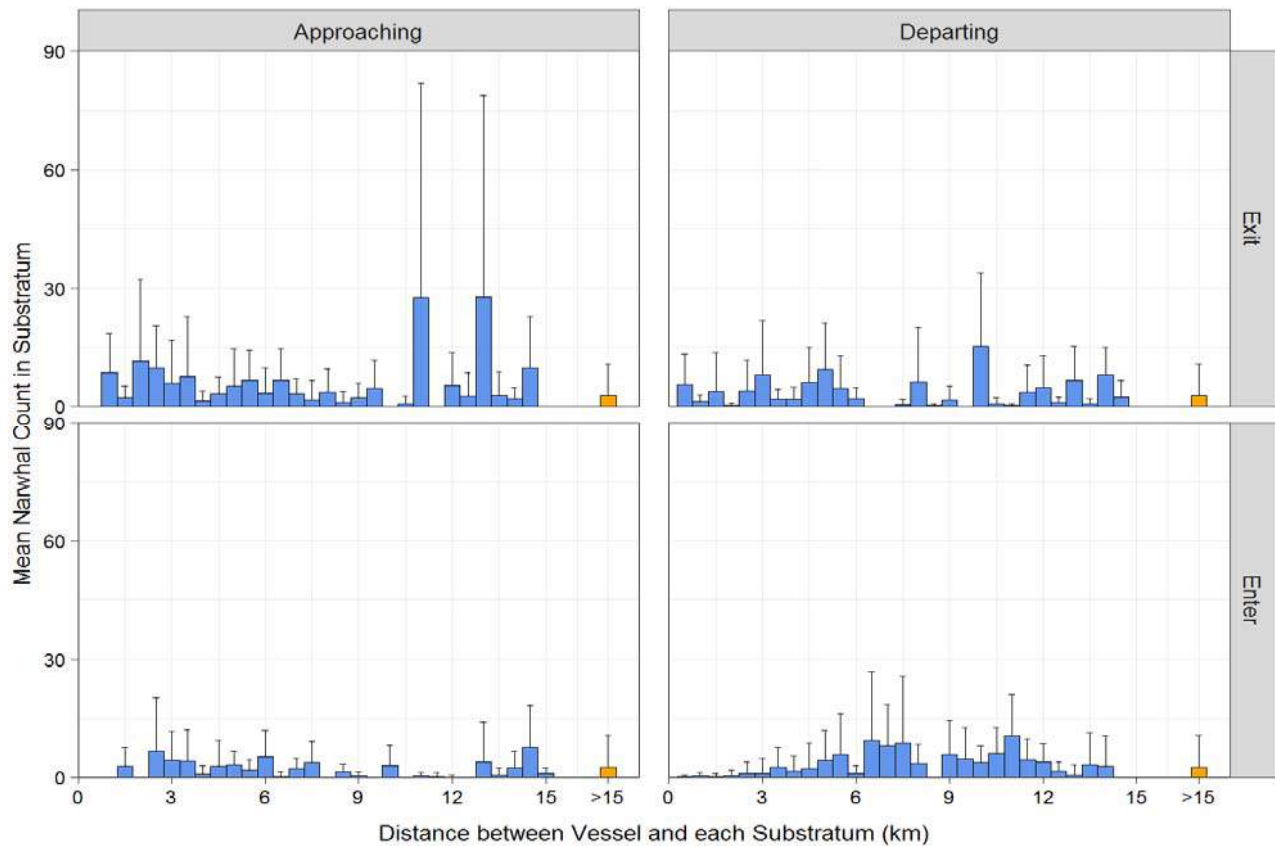 Approaching
Departing
90
60
30
0
Exit
90
60
30
0
Enter
Mean Narwhal Count in Substratum
0 3 6 9 12 15 >15
0 3 6 9 12 15 >15
Distance between Vessel and each Substratum (km)